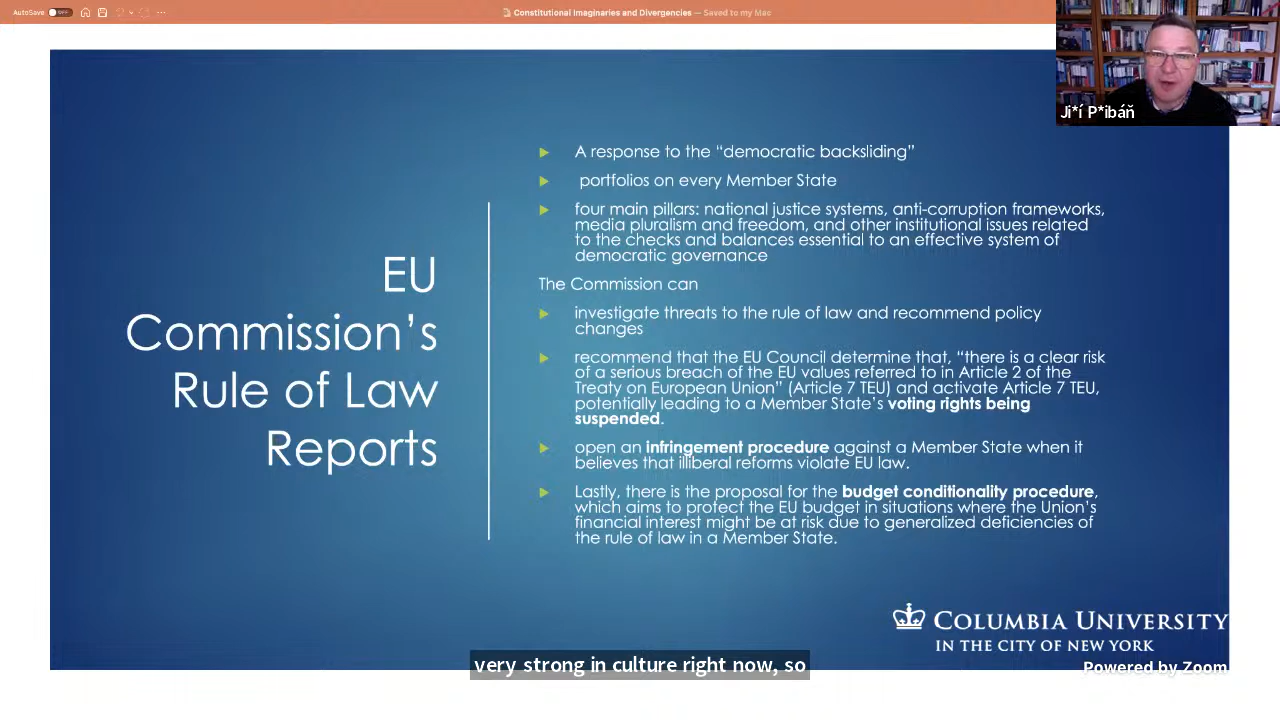 AutoSave OFF
Constitutional Imaginaries and Divergencies — Saved to my Mac
Ji*í P*ibáň
A response to the “democratic backsliding”
portfolios on every Member State
four main pillars: national justice systems, anti-corruption frameworks,
media pluralism and freedom, and other institutional issues related
to the checks and balances essential to an effective system of
democratic governance
The Commission can
investigate threats to the rule of law and recommend policy
changes
recommend that the EU Council determine that, “there is a clear risk
of a serious breach of the EU values referred to in Article 2 of the
Treaty on European Union” (Article 7 TEU) and activate Article 7 TEU,
potentially leading to a Member State’s voting rights being
suspended.
open an infringement procedure against a Member State when it
believes that illiberal reforms violate EU law.
Lastly, there is the proposal for the budget conditionality procedure,
which aims to protect the EU budget in situations where the Union’s
financial interest might be at risk due to generalized deficiencies of
the rule of law in a Member State.
EU
Commission’s
Rule of Law
Reports
COLUMBIA UNIVERSITY
IN THE CITY OF NEW YORK
very strong in culture right now, so
Powered by Zoom